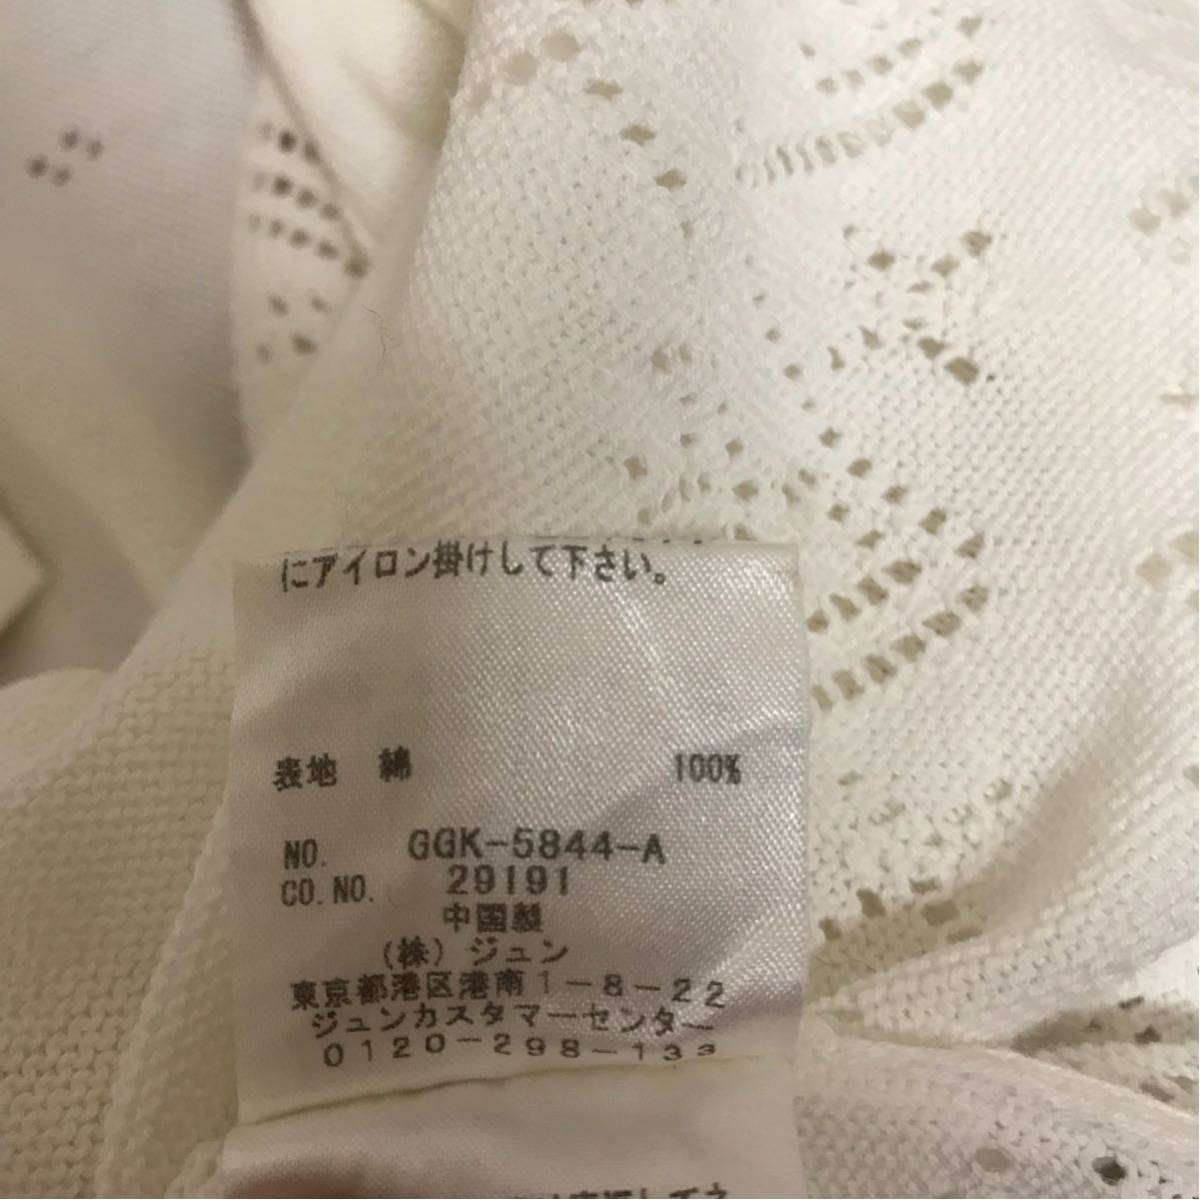 にアイロン掛けして下さい。
表地 綿 100%
NO. GGK-5844-A
CO.NO. 29191
中国製
(株) ジュン
東京都港区港南1-8-22
ジュンカスタマーセンター
0120-298-133